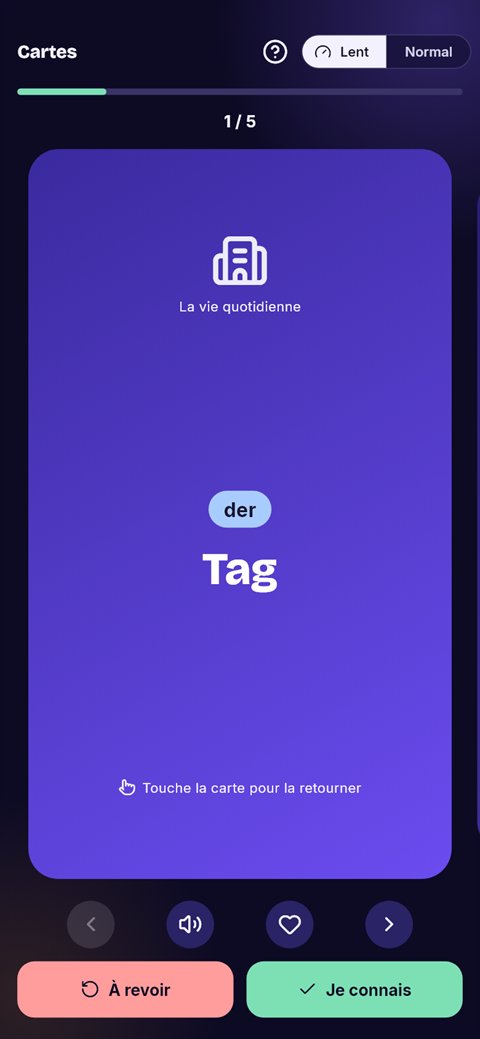 Cartes
Lent
Normal
1 / 5
La vie quotidienne
der
Tag
Touche la carte pour la retourner
À revoir
Je connais